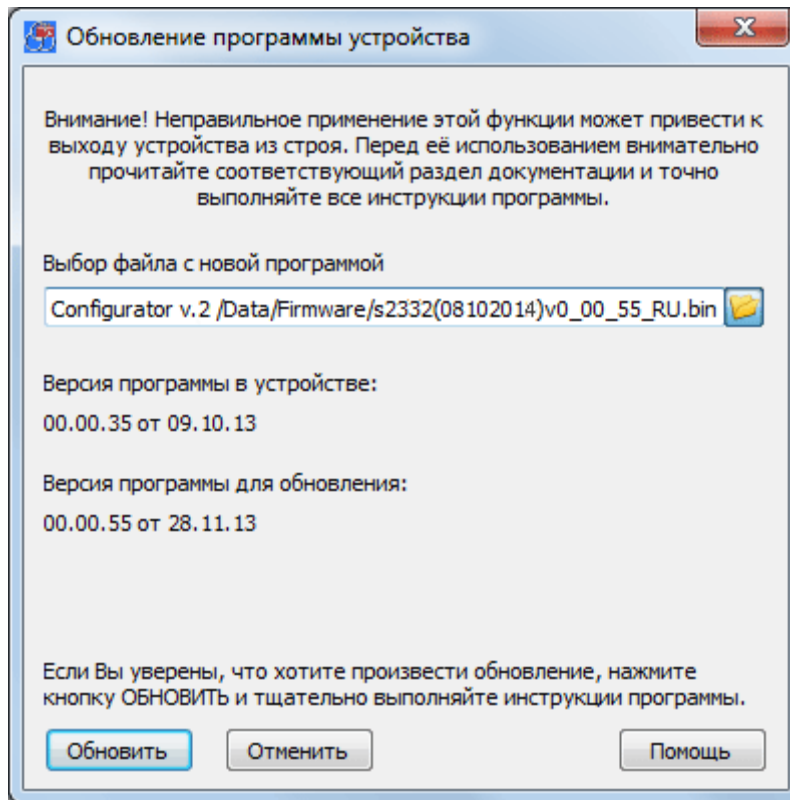 Обновление программы устройства
Внимание! Неправильное применение этой функции может привести к
выходу устройства из строя. Перед её использованием внимательно
прочитайте соответствующий раздел документации и точно
выполняйте все инструкции программы.
Выбор файла с новой программой
Configurator v.2 /Data/Firmware/s2332(08102014)v0_00_55_RU.bin
Версия программы в устройстве:
00.00.35 от 09.10.13
Версия программы для обновления:
00.00.55 от 28.11.13
Если Вы уверены, что хотите произвести обновление, нажмите
кнопку ОБНОВИТЬ и тщательно выполняйте инструкции программы.
Обновить Отменить Помощь